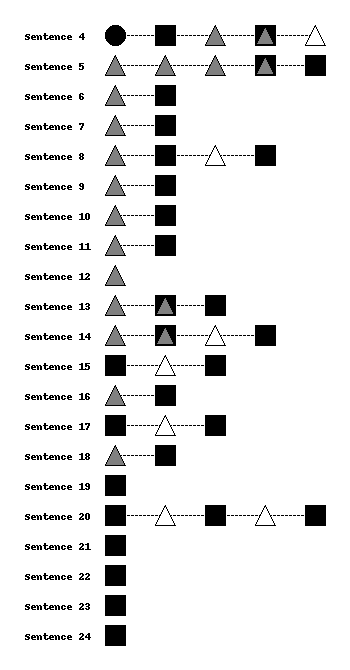 Sentence 4
Sentence 5
Sentence 6
Sentence 7
Sentence 8
Sentence 9
Sentence 10
Sentence 11
Sentence 12
Sentence 13
Sentence 14
Sentence 15
Sentence 16
Sentence 17
Sentence 18
Sentence 19
Sentence 20
Sentence 21
Sentence 22
Sentence 23
Sentence 24